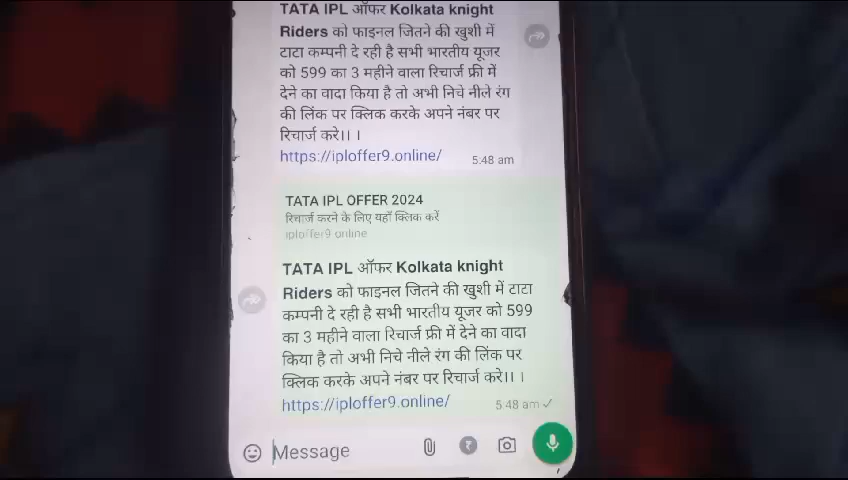 TATA IPL ऑफर Kolkata knight
Riders को फाइनल जितने की खुशी में
टाटा कम्पनी दे रही है सभी भारतीय यूजर
को 599 का 3 महीने वाला रिचार्ज फ्री में
देने का वादा किया है तो अभी निचे नीले रंग
की लिंक पर क्लिक करके अपने नंबर पर
रिचार्ज करे।। ।
https://iploffer9.online/ 5:48 am
TATA IPL OFFER 2024
रिचार्ज करने के लिए यहाँ क्लिक करें
iploffer9.online
TATA IPL ऑफर Kolkata knight
Riders को फाइनल जितने की खुशी में टाटा
कम्पनी दे रही है सभी भारतीय यूजर को 599
का 3 महीने वाला रिचार्ज फ्री में देने का वादा
किया है तो अभी निचे नीले रंग की लिंक पर
क्लिक करके अपने नंबर पर रिचार्ज करे।। ।
https://iploffer9.online/ 5:48 am
Message